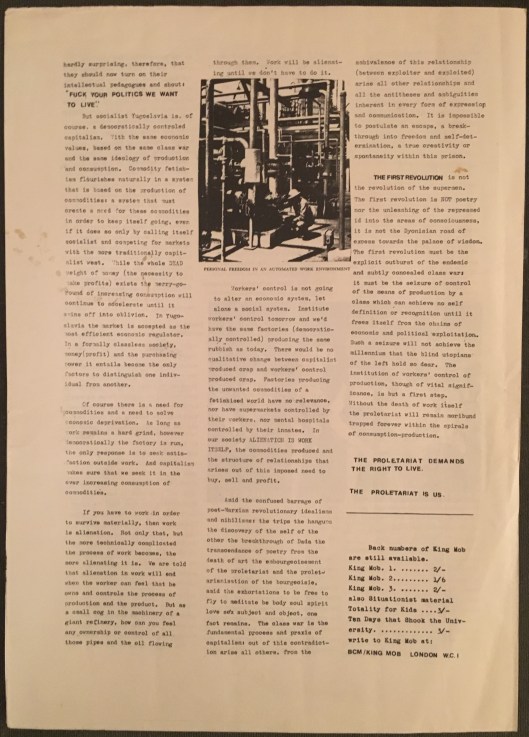 hardly surprising, therefore, that
they should now turn on their
intellectual pedagogues and shout:
"FUCK YOUR POLITICS WE WANT
TO LIVE".
But socialist Yugoslavia is, of
course, a democratically controled
capitalism. With the same economic
values, based on the same class war
and the same ideology of production
and consumption. Commodity fetish-
ism flourishes naturally in a system
that is based on the production of
commodities: a system that must
create a need for these commodities
in order to keep itself going, even
if it does so only by calling itself
socialist and competing for markets
with the more traditionally capit-
alist west. While the whole DEAD
weight of money (the necessity to
make profits) exists the merry-go-
round of increasing consumption will
continue to accelerate until it
spins off into oblivion. In Yugo-
slavia the market is accepted as the
most efficient economic regulator.
In a formally classless society,
money(profit) and the purchasing
power it entails become the only
factors to distinguish one indiv-
idual from another.
Of course there is a need for
commodities and a need to solve
economic deprivation. As long as
work remains a hard grind, however
democratically the factory is run,
the only response is to seek satis-
faction outside work. And capitalism
makes sure that we seek it in the
ever increasing consumption of
commodities.
If you have to work in order
to survive materially, then work
is alienation. Not only that, but
the more technically complicated
the process of work becomes, the
more alienating it is. We are told
that alienation in work will end
when the worker can feel that he
owns and controls the process of
production and the product. But as
a small cog in the machinery of a
giant refinery, how can you feel
any ownership or control of all
those pipes and the oil flowing
through them. Work will be alienat-
ing until we don't have to do it.
PERSONAL FREEDOM IN AN AUTOMATED WORK ENVIRONMENT
Workers' control is not going
to alter an economic system, let
alone a social system. Institute
workers' control tomorrow and we'd
have the same factories (democratic-
ally controlled) producing the same
rubbish as today. There would be no
qualitative change between capitalist
produced crap and workers' control
produced crap. Factories producing
the unwanted commodities of a
fetishized world have no relevance,
nor have supermarkets controlled by
their workers, nor mental hospitals
controlled by their inmates. In
our society ALIENATION IS WORK
ITSELF, the commodities produced and
the structure of relationships that
arises out of this imposed need to
buy, sell and profit.
Amid the confused barrage of
post-Marxian revolutionary idealisms
and nihilisms: the trips the hangups
the discovery of the self of the
other the breakthrough of Dada the
transcendence of poetry from the
death of art the embourgeoisement
of the proletariat and the prolet-
arianization of the bourgeoisie,
amid the exhortations to be free to
fly to meditate be body soul spirit
love sex subject and object, one
fact remains. The class war is the
fundamental process and praxis of
capitalism: out of this contradict-
ion arise all others. From the
ambivalence of this relationship
(between exploiter and exploited)
arise all other relationships and
all the antitheses and ambiguities
inherent in every form of expression
and communication. It is impossible
to postulate an escape, a break-
through into freedom and self-det-
ermination, a true creativity or
spontaneity within this prison.
THE FIRST REVOLUTION is not
the revolution of the superman.
The first revolution is NOT poetry
nor the unleashing of the repressed
id into the areas of consciousness,
it is not the Byonisian road of
excess towards the palace of wisdom.
The first revolution must be the
explicit outburst of the endemic
and subtly concealed class war:
it must be the seizure of control
of the means of production by a
class which can achieve no self
definition or recognition until it
frees itself from the chains of
economic and political exploitation.
Such a seizure will not achieve the
millennium that the blind utopians
of the left hold so dear. The
institution of workers' control of
production, though of vital signif-
icance, is but a first step.
Without the death of work itself
the proletariat will remain moribund
trapped forever within the spirals
of consumption-production.
THE PROLETARIAT DEMANDS
THE RIGHT TO LIVE.
THE PROLETARIAT IS US.
Back numbers of King Mob
are still available.
King Mob. 1. ....... 2/-
King Mob. 2......... 1/6
King Mob. 3. ....... 2/-
also Situationist material
Totality for Kids ....3/-
Ten Days that Shook the Univ-
ersity. ............. 3/-
write to King Mob at:
BCM/KING MOB LONDON W.C.1